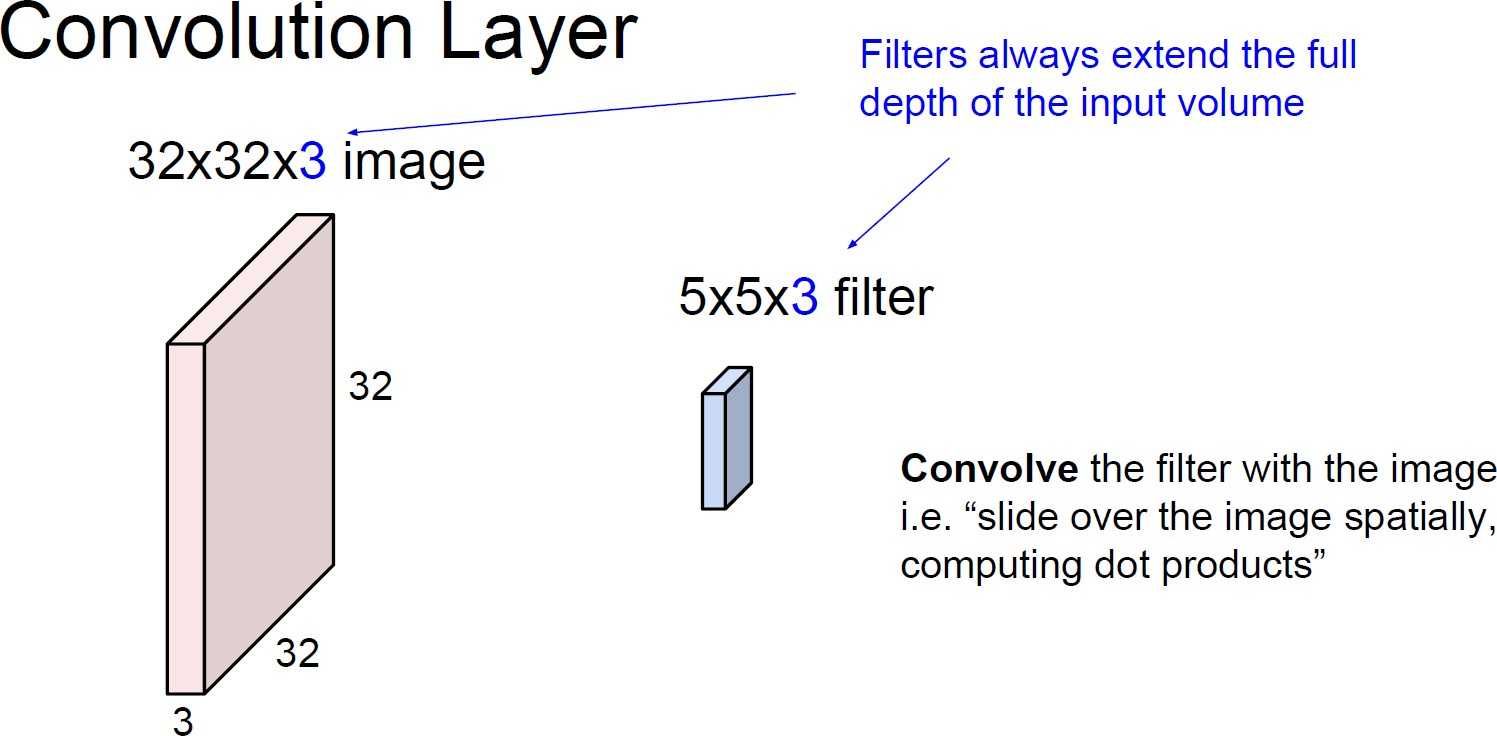 Convolution Layer
Filters always extend the full
depth of the input volume
32x32x3 image
5x5x3 filter
32
32
3
Convolve the filter with the image
i.e. “slide over the image spatially,
computing dot products”